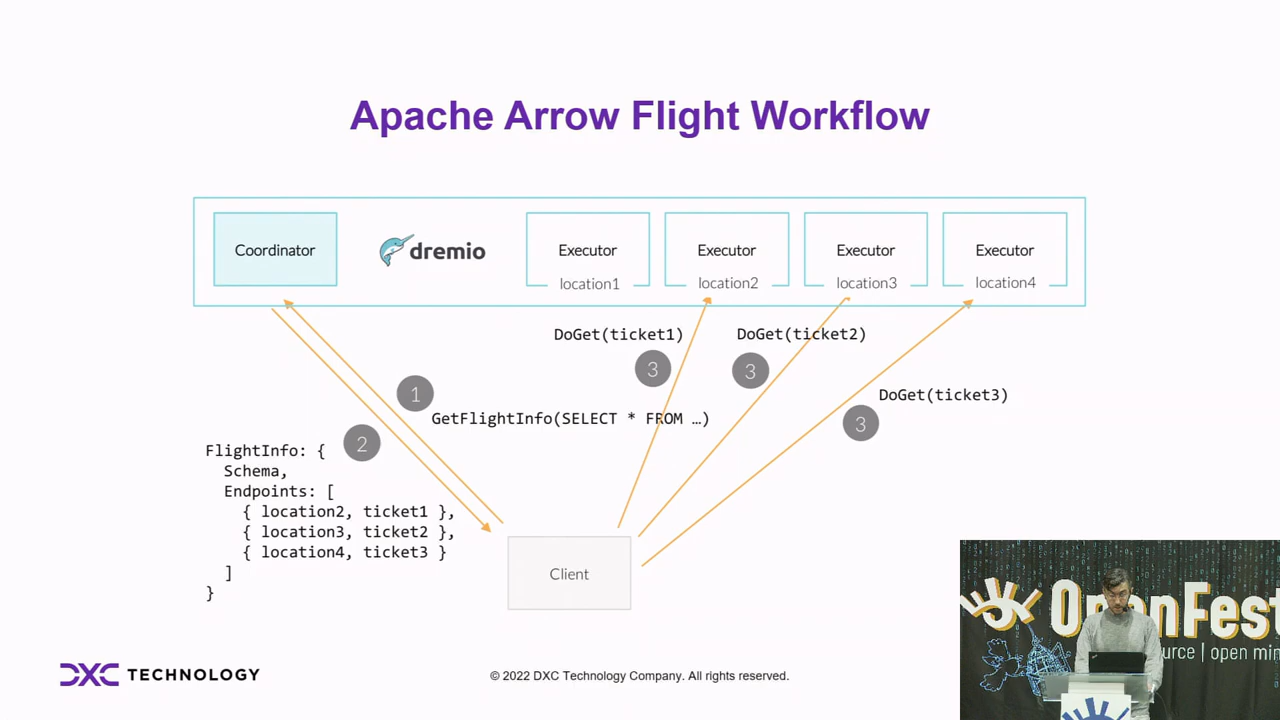 Apache Arrow Flight Workflow
Coordinator
dremio
Executor
location1
Executor
location2
Executor
location3
Executor
location4
DoGet(ticket1)
3
DoGet(ticket2)
3
DoGet(ticket3)
3
1
GetFlightInfo(SELECT * FROM …)
2
FlightInfo: {
Schema,
Endpoints: [
{ location2, ticket1 },
{ location3, ticket2 },
{ location4, ticket3 }
]
}
Client
DXC TECHNOLOGY
© 2022 DXC Technology Company. All rights reserved.
OpenFest
source | open min